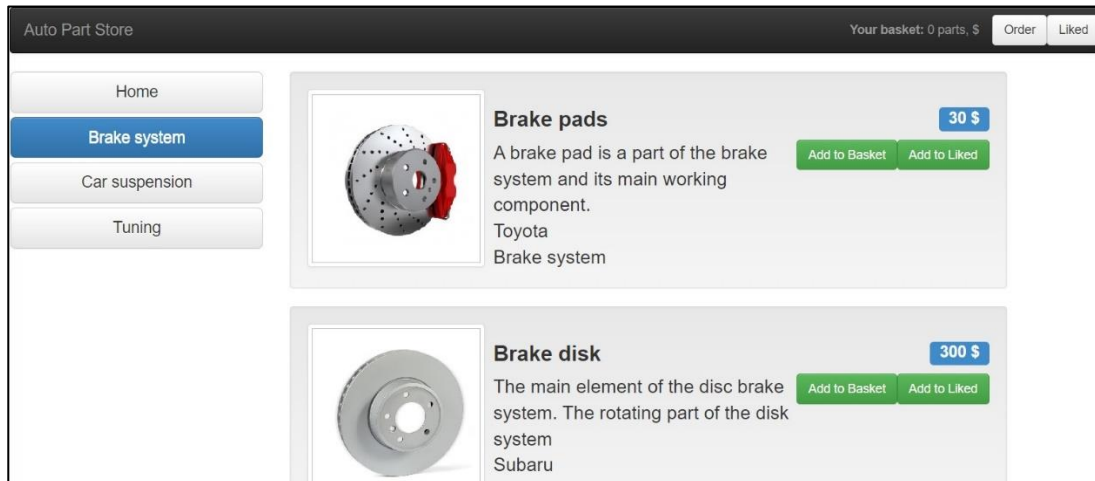 Auto Part Store
Your basket: 0 parts, $ Order Liked
Home
Brake system
Car suspension
Tuning
Brake pads
30 $
A brake pad is a part of the brake
system and its main working
component.
Toyota
Brake system
Add to Basket Add to Liked
Brake disk
300 $
The main element of the disc brake
system. The rotating part of the disk
system
Subaru
Add to Basket Add to Liked